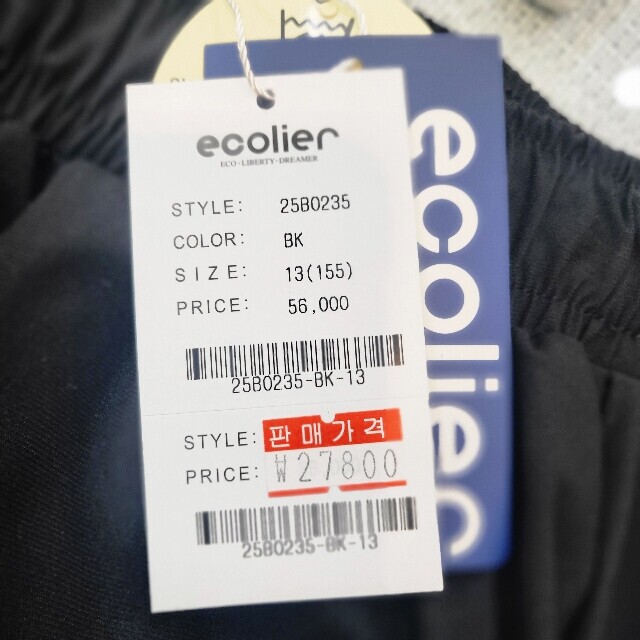 ecolier
ECO · LIBERTY · DREAMER
STYLE: 25B0235
COLOR: BK
SIZE: 13(155)
PRICE: 56,000
25B0235-BK-13
STYLE: 판매가격
PRICE: ₩27800
25B0235-BK-13
ecolier